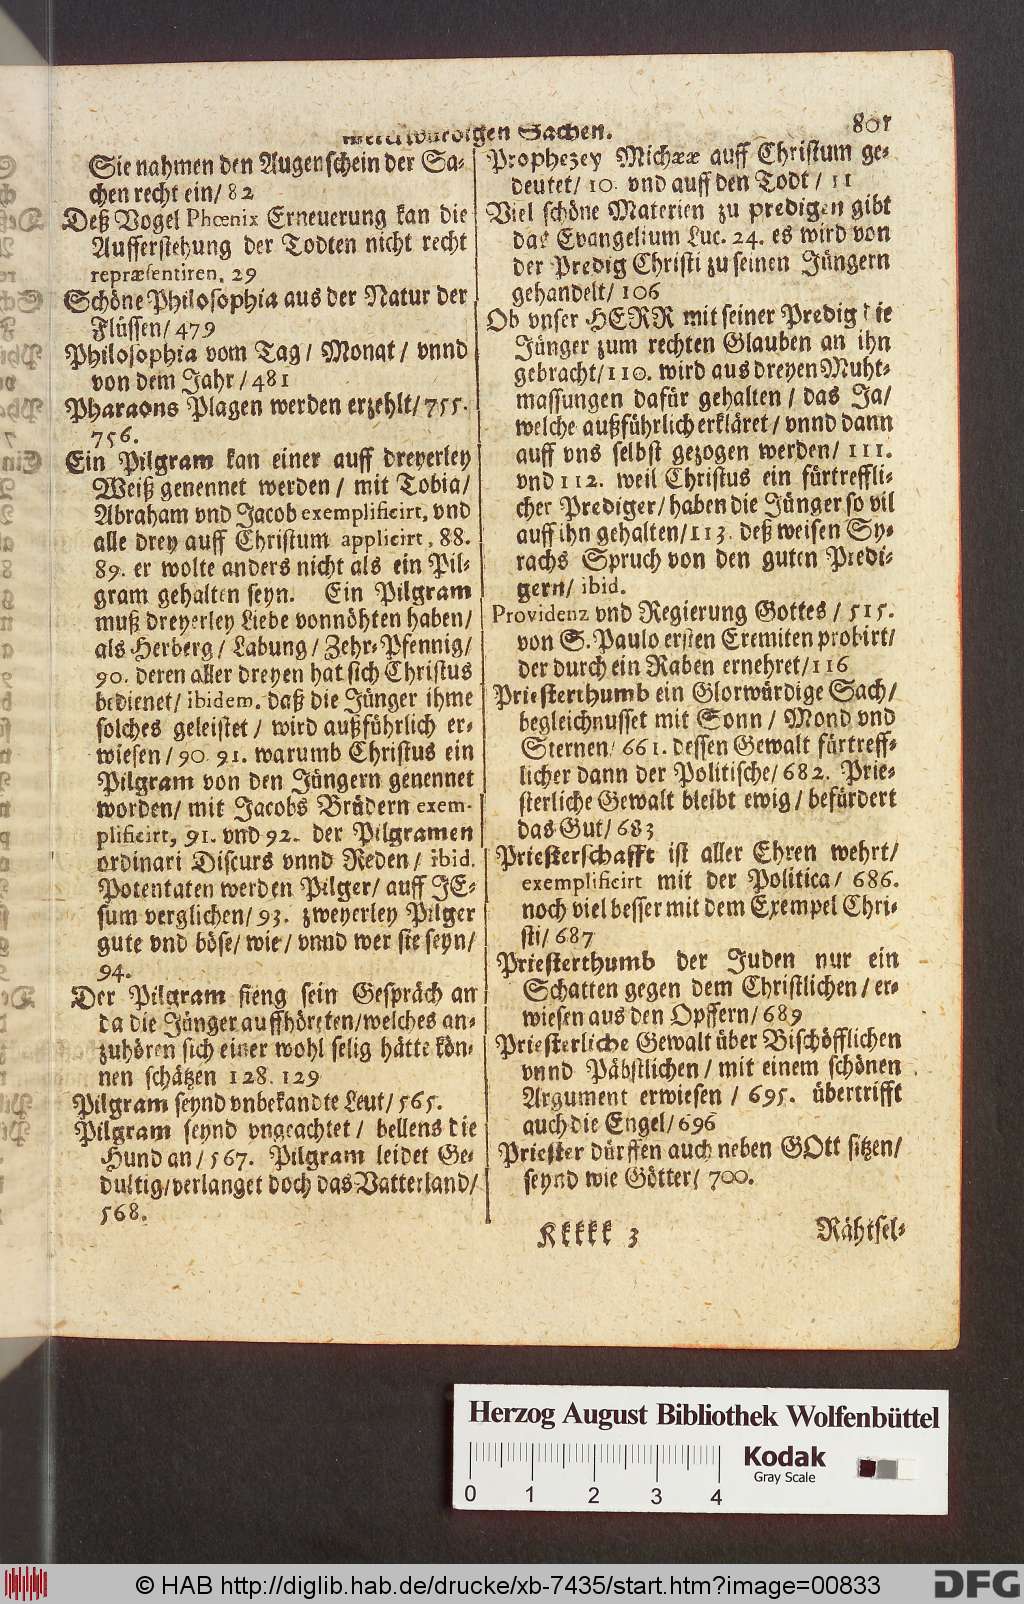 merckwürdigen Sachen. 801
Sie nahmen den Augenschein der Sa-
chen recht ein/ 82
Deß Vogel Phœnix Erneuerung kan die
Aufferstehung der Todten nicht recht
repræsentiren, 29
Schöne Philosophia aus der Natur der
Flüssen/ 479
Philosophia vom Tag/ Monat/ vnnd
von dem Jahr/ 481
Pharaons Plagen werden erzehlt/ 755.
756.
Ein Pilgram kan einer auff dreyerley
Weiß genennet werden/ mit Tobia/
Abraham vnd Jacob exemplificirt, vnd
alle drey auff Christum applicirt, 88.
89. er wolte anders nicht als ein Pil-
gram gehalten seyn. Ein Pilgram
muß dreyerley Liebe vonnöhten haben/
als Herberg/ Labung/ Zehr-Pfennig/
90. deren aller dreyen hat sich Christus
bedienet/ ibidem. daß die Jünger ihme
solches geleistet/ wird außführlich er-
wiesen/ 90. 91. warumb Christus ein
Pilgram von den Jüngern genennet
worden/ mit Jacobs Brüdern exem-
plificirt, 91. vnd 92. der Pilgramen
ordinari Discurs vnnd Reden/ ibid.
Potentaten werden Pilger/ auff JE-
sum verglichen/ 93. zweyerley Pilger
gute vnd böse/ wie/ vnnd wer sie seyn/
94.
Der Pilgram fieng sein Gespräch an
da die Jünger auffhöreten/ welches an-
zuhören sich einer wohl selig hätte kön-
nen schätzen 128. 129
Pilgram seynd vnbekandte Leut/ 565.
Pilgram seynd vngeachtet/ bellens die
Hund an/ 567. Pilgram leidet Ge-
dultig/ verlanget doch das Vatterland/
568.
Prophezey Michææ auff Christum ge-
deutet/ 10. vnd auff den Todt/ 11
Viel schöne Materien zu predigen gibt
das Evangelium Luc. 24. es wird von
der Predig Christi zu seinen Jüngern
gehandelt/ 106
Ob vnser HERR mit seiner Predig die
Jünger zum rechten Glauben an ihn
gebracht/ 110. wird aus dreyen Muht-
massungen dafür gehalten/ das Ja/
welche außführlich erkläret/ vnnd dann
auff vns selbst gezogen werden/ 111.
vnd 112. weil Christus ein fürtreffli-
cher Prediger/ haben die Jünger so vil
auff ihn gehalten/ 113. deß weisen Sy-
rachs Spruch von den guten Predi-
gern/ ibid.
Providenz vnd Regierung Gottes/ 515.
von S. Paulo ersten Eremiten probirt/
der durch ein Raben ernehret/ 116
Priesterthumb ein Glorwürdige Sach/
begleichnusset mit Sonn/ Mond vnd
Sternen/ 661. dessen Gewalt fürtreff-
licher dann der Politische/ 682. Prie-
sterliche Gewalt bleibt ewig/ befürdert
das Gut/ 683
Priesterschafft ist aller Ehren wehrt/
exemplificirt mit der Politica/ 686.
noch viel besser mit dem Exempel Chri-
sti/ 687
Priesterthumb der Juden nur ein
Schatten gegen dem Christlichen/ er-
wiesen aus den Opffern/ 689
Priesterliche Gewalt über Bischöfflichen
vnnd Päbstlichen/ mit einem schönen
Argument erwiesen/ 695. übertrifft
auch die Engel/ 696
Priester dürffen auch neben GOtt sitzen/
seynd wie Götter/ 700.
Kkkkk 3 Rähtsel-
Herzog August Bibliothek Wolfenbüttel
0 1 2 3 4
Kodak
Gray Scale
© HAB http://diglib.hab.de/drucke/xb-7435/start.htm?image=00833
DFG